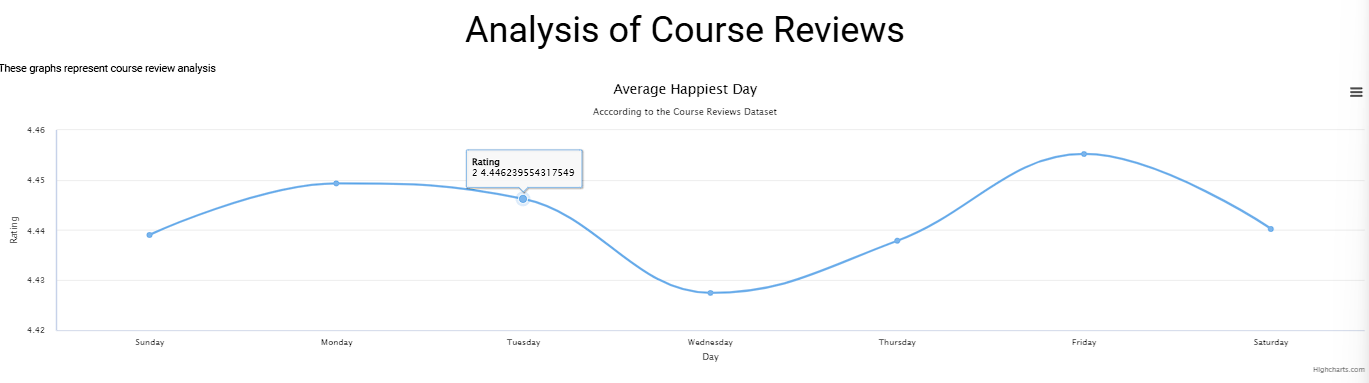 Analysis of Course Reviews
These graphs represent course review analysis
Average Happiest Day
Acccording to the Course Reviews Dataset
4.46
4.45
4.44
4.43
4.42
Rating
Rating
2 4.446239554317549
Sunday Monday Tuesday Wednesday Thursday Friday Saturday
Day
Highcharts.com